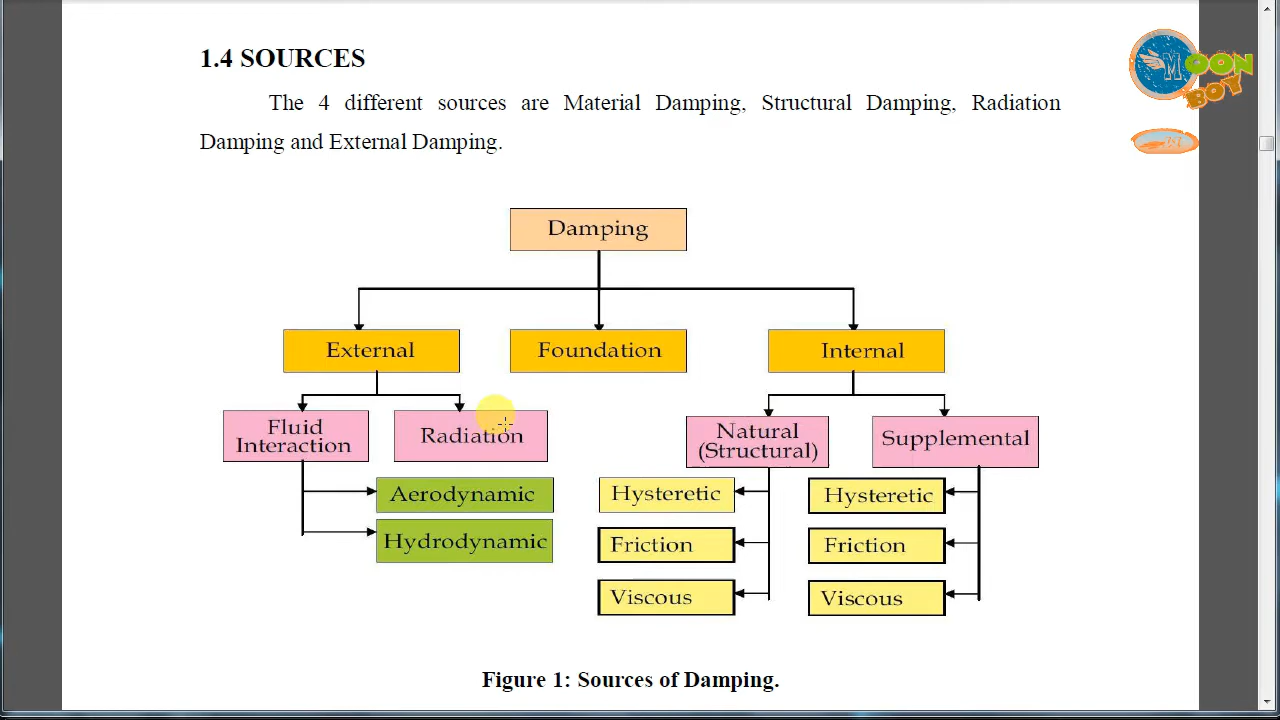 1.4 SOURCES
The 4 different sources are Material Damping, Structural Damping, Radiation
Damping and External Damping.
MOON
BOY
Damping
External
Foundation
Internal
Fluid
Interaction
Radiation
Natural
(Structural)
Supplemental
Aerodynamic
Hydrodynamic
Hysteretic
Friction
Viscous
Hysteretic
Friction
Viscous
Figure 1: Sources of Damping.